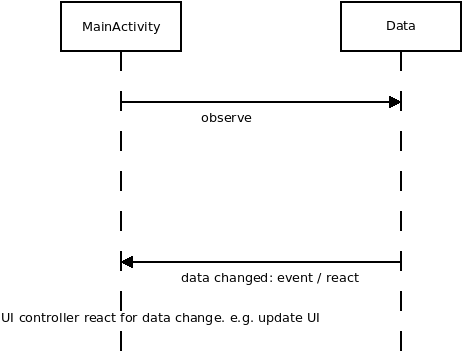 MainActivity
Data
observe
data changed: event / react
UI controller react for data change. e.g. update UI